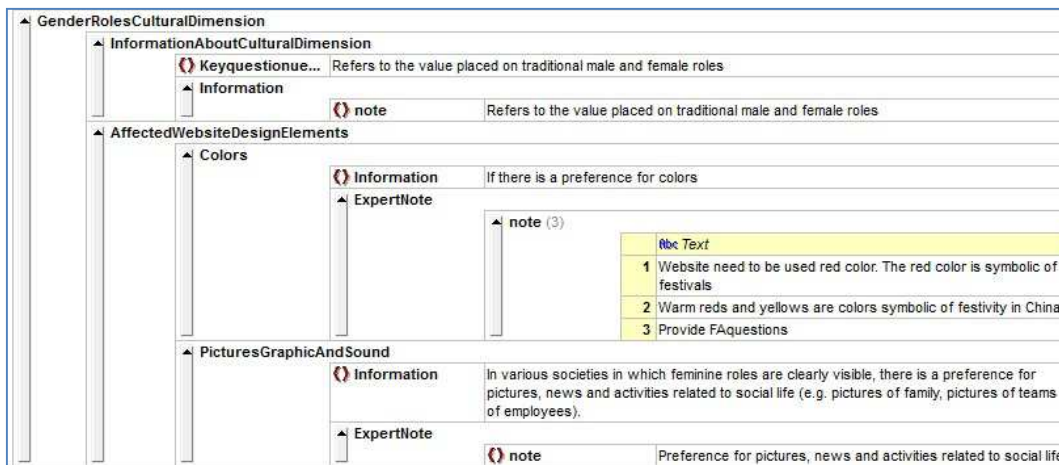 GenderRolesCulturalDimension
InformationAboutCulturalDimension
Keyquestionue... Refers to the value placed on traditional male and female roles
Information
note Refers to the value placed on traditional male and female roles
AffectedWebsiteDesignElements
Colors
Information If there is a preference for colors
ExpertNote
note (3)
Abc Text
1 Website need to be used red color. The red color is symbolic of
festivals
2 Warm reds and yellows are colors symbolic of festivity in China
3 Provide FAquestions
PicturesGraphicAndSound
Information In various societies in which feminine roles are clearly visible, there is a preference for
pictures, news and activities related to social life (e.g. pictures of family, pictures of teams
of employees).
ExpertNote
note Preference for pictures, news and activities related to social life